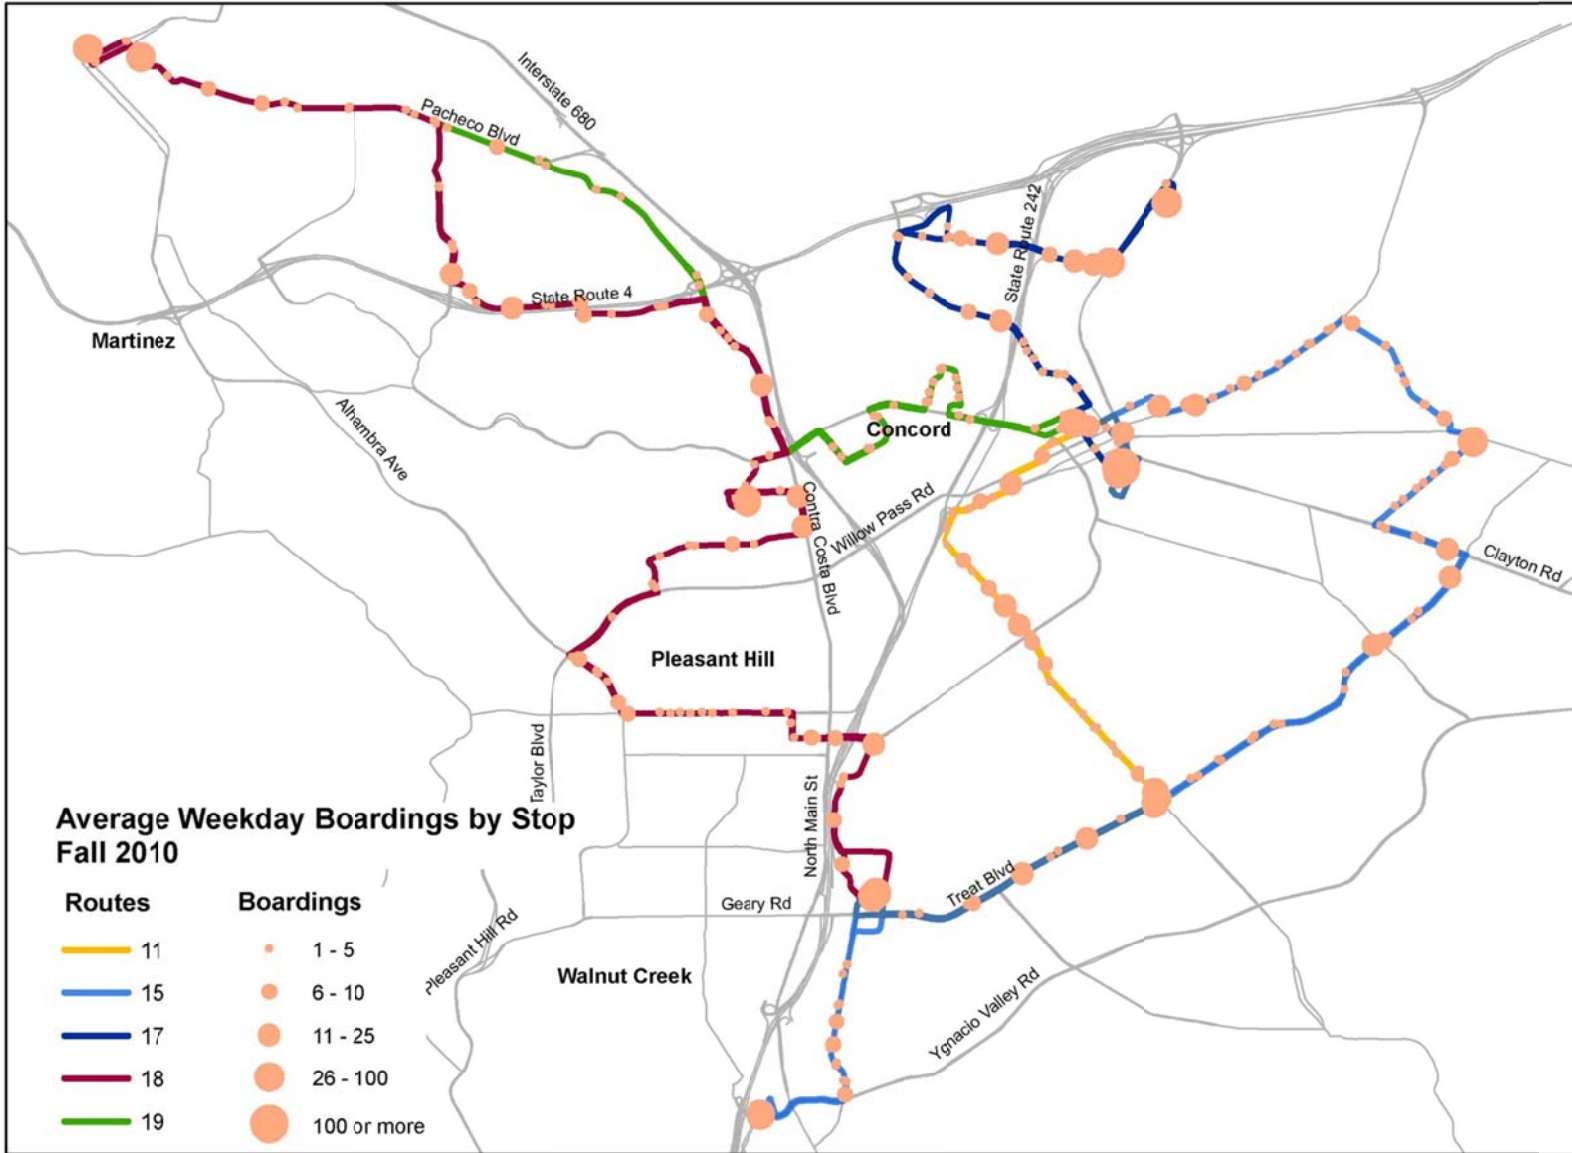 Interstate 680
Pacheco Blvd
State Route 242
State Route 4
Martinez
Alhambra Ave
Concord
Contra Costa Blvd
Willow Pass Rd
Clayton Rd
Pleasant Hill
Taylor Blvd
North Main St
Treat Blvd
Geary Rd
Pleasant Hill Rd
Walnut Creek
Ygnacio Valley Rd
Average Weekday Boardings by Stop
Fall 2010
Routes
Boardings
11
1 - 5
15
6 - 10
17
11 - 25
18
26 - 100
19
100 or more